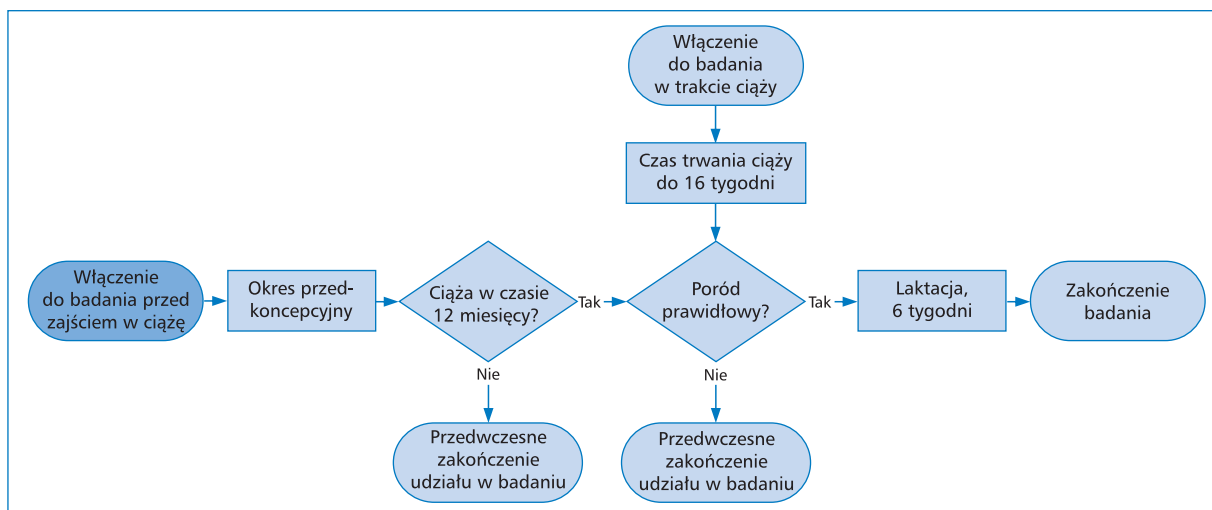 Włączenie
do badania
w trakcie ciąży
Czas trwania ciąży
do 16 tygodni
Włączenie
do badania przed
zajściem w ciążę
Okres przed-
koncepcyjny
Ciąża w czasie
12 miesięcy?
Tak
Poród
prawidłowy?
Tak
Laktacja,
6 tygodni
Zakończenie
badania
Nie
Nie
Przedwczesne
zakończenie
udziału w badaniu
Przedwczesne
zakończenie
udziału w badaniu